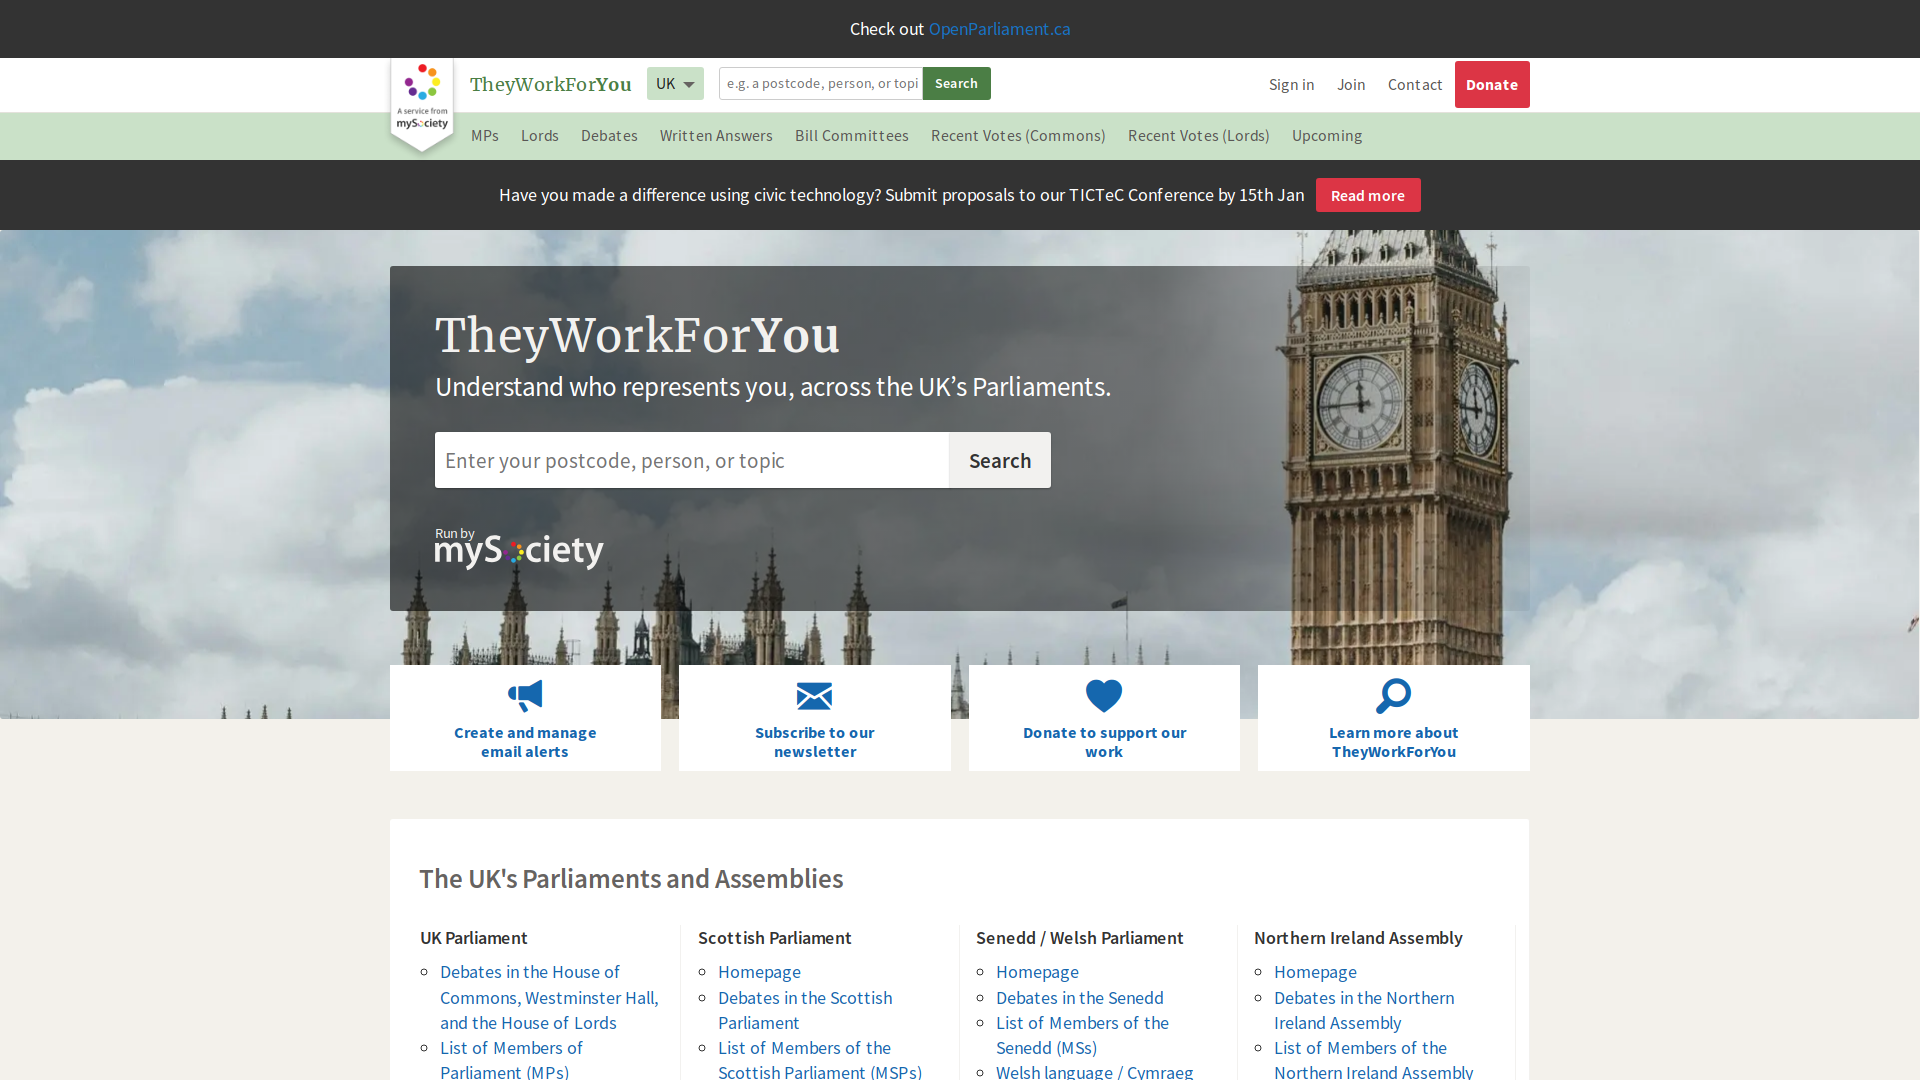 Check out OpenParliament.ca
A service from
mySociety
TheyWorkForYou
UK
e.g. a postcode, person, or topi
Search
Sign in
Join
Contact
Donate
MPs
Lords
Debates
Written Answers
Bill Committees
Recent Votes (Commons)
Recent Votes (Lords)
Upcoming
Have you made a difference using civic technology? Submit proposals to our TICTeC Conference by 15th Jan
Read more
TheyWorkForYou
Understand who represents you, across the UK’s Parliaments.
Enter your postcode, person, or topic
Search
Run by
mySociety
Create and manage
email alerts
Subscribe to our
newsletter
Donate to support our
work
Learn more about
TheyWorkForYou
The UK's Parliaments and Assemblies
UK Parliament
Debates in the House of
Commons, Westminster Hall,
and the House of Lords
List of Members of
Parliament (MPs)
Scottish Parliament
Homepage
Debates in the Scottish
Parliament
List of Members of the
Scottish Parliament (MSPs)
Senedd / Welsh Parliament
Homepage
Debates in the Senedd
List of Members of the
Senedd (MSs)
Welsh language / Cymraeg
Northern Ireland Assembly
Homepage
Debates in the Northern
Ireland Assembly
List of Members of the
Northern Ireland Assembly